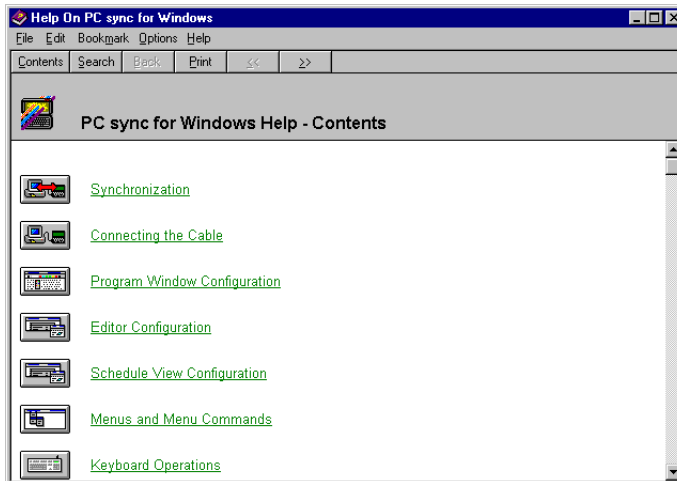 Help On PC sync for Windows
File Edit Bookmark Options Help
Contents Search Back Print << >>
PC sync for Windows Help - Contents
Synchronization
Connecting the Cable
Program Window Configuration
Editor Configuration
Schedule View Configuration
Menus and Menu Commands
Keyboard Operations